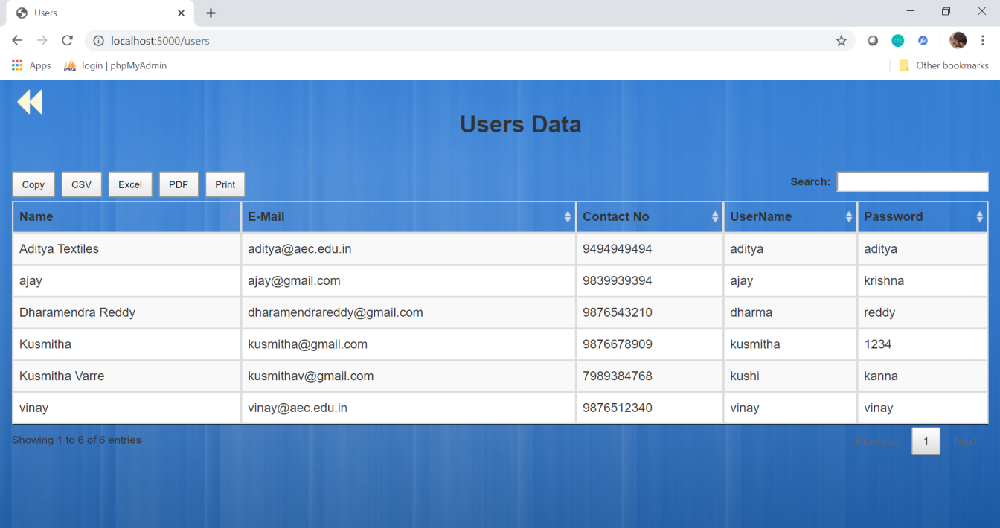 Users
localhost:5000/users
Apps PMA login | phpMyAdmin Other bookmarks
Users Data
Copy CSV Excel PDF Print Search:
Name E-Mail Contact No UserName Password
Aditya Textiles aditya@aec.edu.in 9494949494 aditya aditya
ajay ajay@gmail.com 9839939394 ajay krishna
Dharamendra Reddy dharamendrareddy@gmail.com 9876543210 dharma reddy
Kusmitha kusmitha@gmail.com 9876678909 kusmitha 1234
Kusmitha Varre kusmithav@gmail.com 7989384768 kushi kanna
vinay vinay@aec.edu.in 9876512340 vinay vinay
Showing 1 to 6 of 6 entries Previous 1 Next